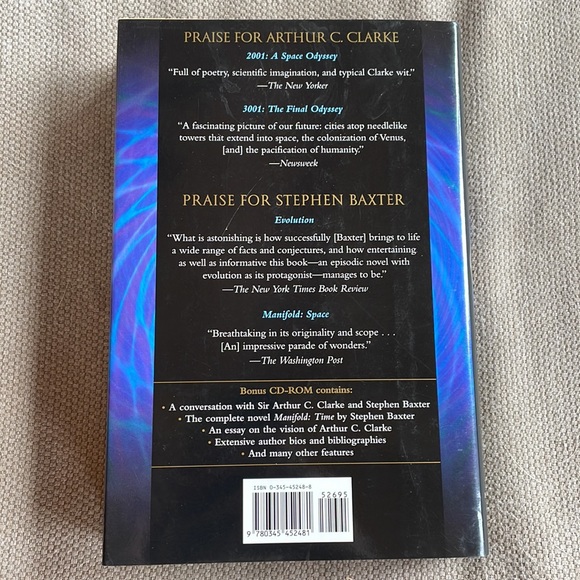 PRAISE FOR ARTHUR C. CLARKE
2001: A Space Odyssey
“Full of poetry, scientific imagination, and typical Clarke wit.”
—The New Yorker
3001: The Final Odyssey
“A fascinating picture of our future: cities atop needlelike
towers that extend into space, the colonization of Venus,
[and] the pacification of humanity.”
—Newsweek
PRAISE FOR STEPHEN BAXTER
Evolution
“What is astonishing is how successfully [Baxter] brings to life
a wide range of facts and conjectures, and how entertaining
as well as informative this book—an episodic novel with
evolution as its protagonist—manages to be.”
—The New York Times Book Review
Manifold: Space
“Breathtaking in its originality and scope . . .
[An] impressive parade of wonders.”
—The Washington Post
Bonus CD-ROM contains:
• A conversation with Sir Arthur C. Clarke and Stephen Baxter
• The complete novel Manifold: Time by Stephen Baxter
• An essay on the vision of Arthur C. Clarke
• Extensive author bios and bibliographies
• And many other features
ISBN 0-345-45248-8
52695
9 780345 452481